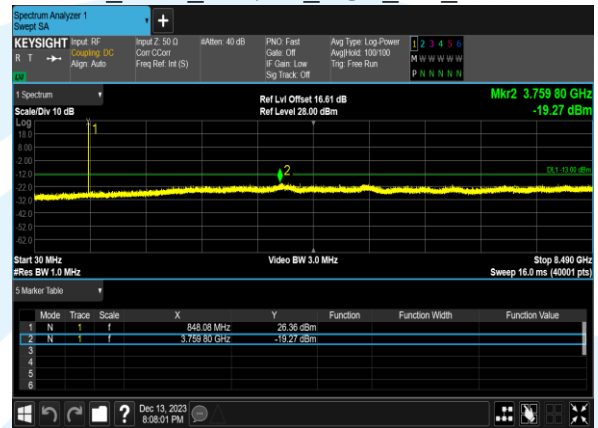 Spectrum Analyzer 1
Swept SA
+
KEYSIGHT
R T
LV
Input: RF
Coupling: DC
Align: Auto
Input Z: 50 Ω
Corr CCorr
Freq Ref: Int (S)
#Atten: 40 dB
PNO: Fast
Gate: Off
IF Gain: Low
Sig Track: Off
Avg Type: Log-Power
Avg|Hold: 100/100
Trig: Free Run
1 2 3 4 5 6
M W W W W W
P N N N N N
1 Spectrum
Scale/Div 10 dB
Log
Ref Lvl Offset 16.61 dB
Ref Level 28.00 dBm
Mkr2 3.759 80 GHz
-19.27 dBm
18.0
8.00
-2.00
-12.0
-22.0
-32.0
-42.0
-52.0
-62.0
1
2
DL1 -13.00 dBm
Start 30 MHz
#Res BW 1.0 MHz
Video BW 3.0 MHz
Stop 8.490 GHz
Sweep 16.0 ms (40001 pts)
5 Marker Table
Mode Trace Scale X Y Function Function Width Function Value
1 N 1 f 848.08 MHz 26.36 dBm
2 N 1 f 3.759 80 GHz -19.27 dBm
3
4
5
6
?
Dec 13, 2023
8:08:01 PM